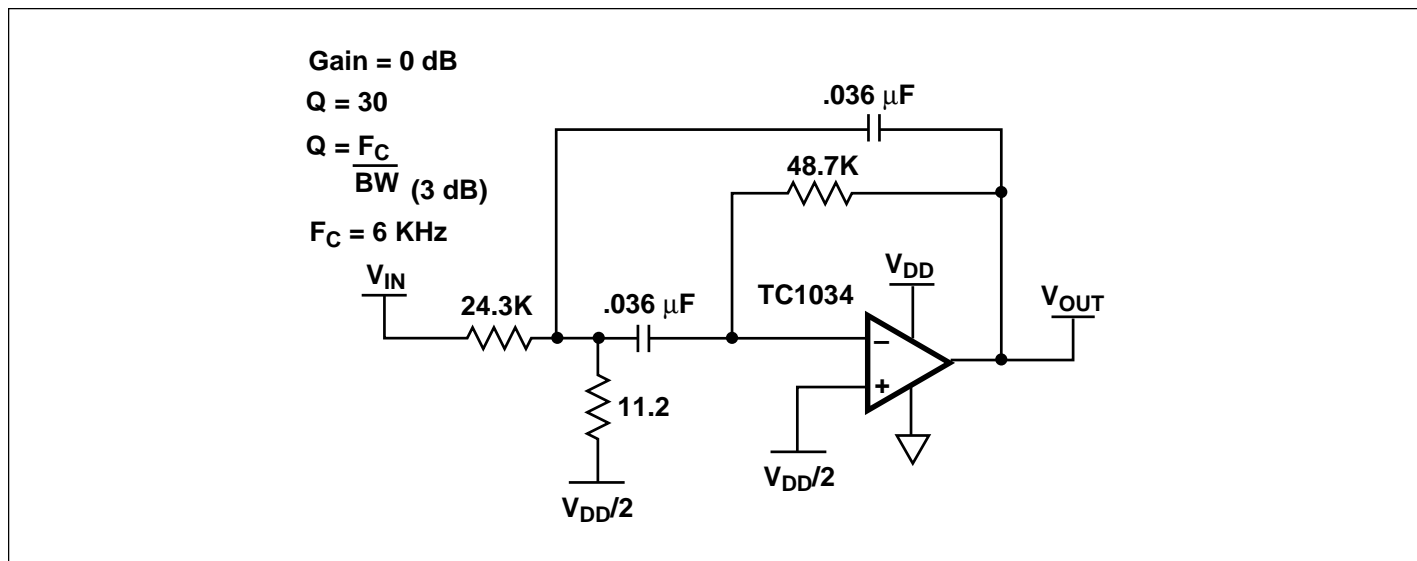 Gain = 0 dB
Q = 30
Q = F_C
BW (3 dB)
F_C = 6 KHz
.036 μF
48.7K
V_IN
24.3K
.036 μF
TC1034
V_DD
V_OUT
−
+
11.2
V_DD/2
V_DD/2